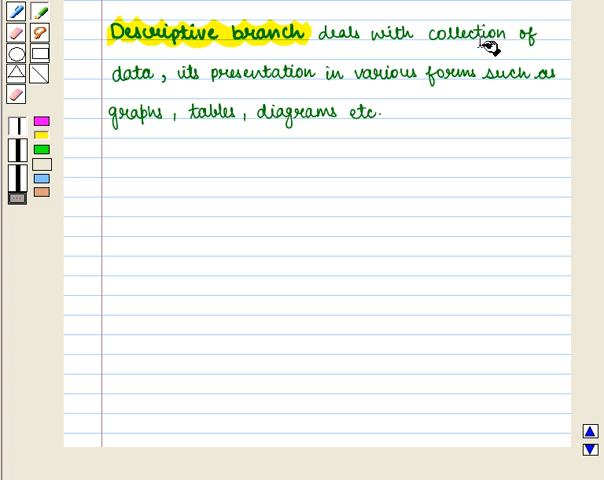 Descriptive branch deals with collection of
data, its presentation in various forms such as
graphs, tables, diagrams etc.